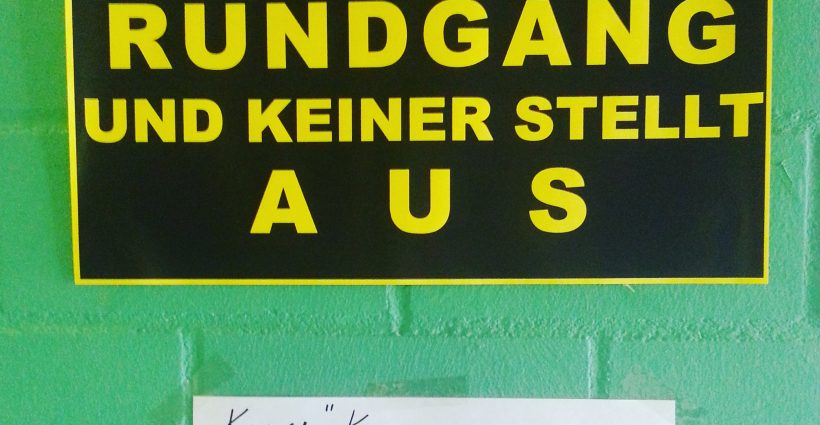 RUNDGANG
UND KEINER STELLT
A U S